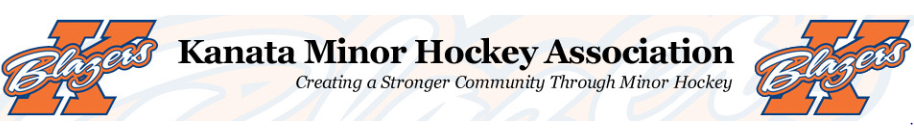 K Blazers
Kanata Minor Hockey Association
Creating a Stronger Community Through Minor Hockey
K Blazers